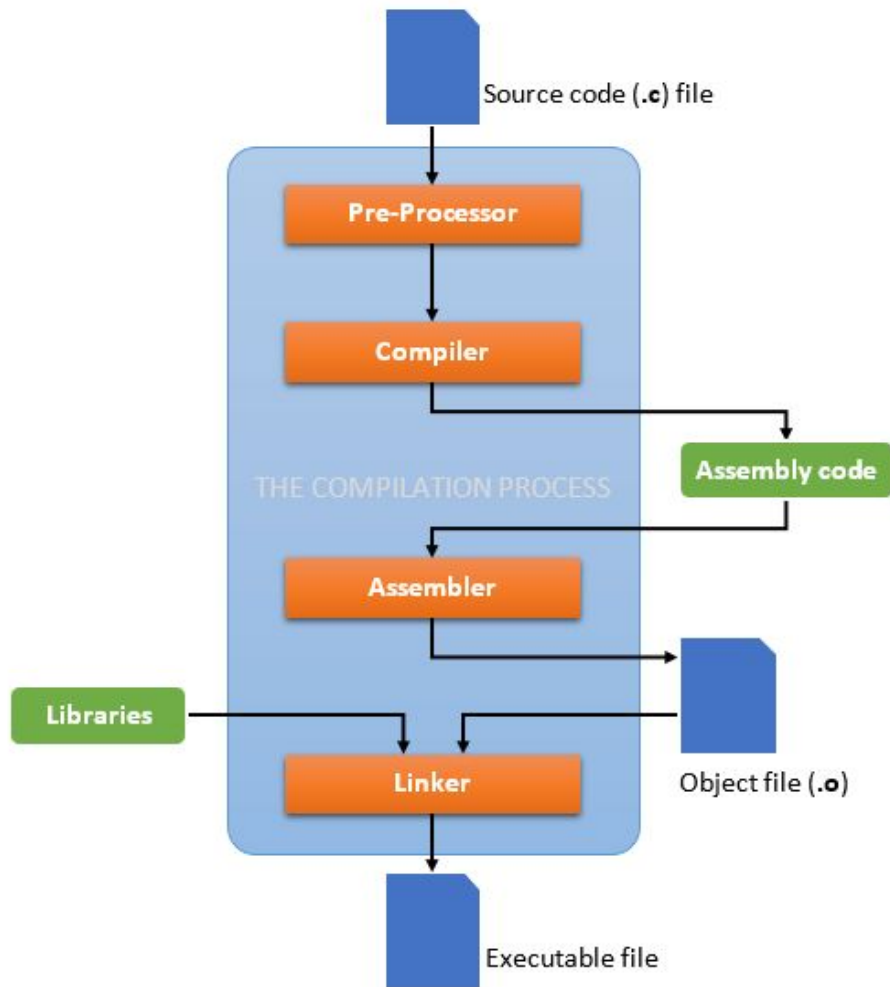 Source code (.c) file
Pre-Processor
Compiler
Assembly code
THE COMPILATION PROCESS
Assembler
Libraries
Linker
Object file (.o)
Executable file